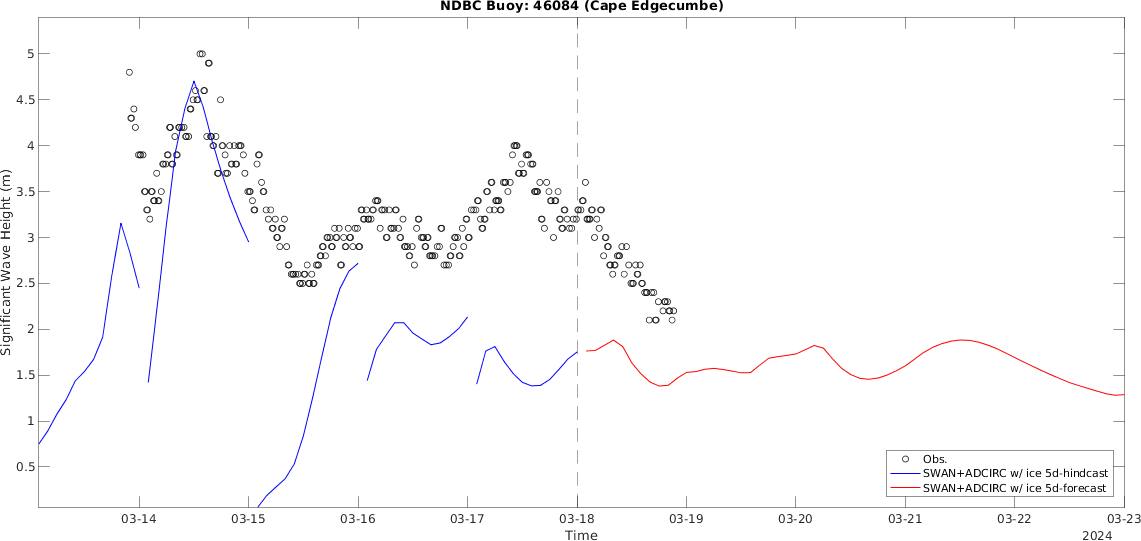 NDBC Buoy: 46084 (Cape Edgecumbe)
Significant Wave Height (m)
5
4.5
4
3.5
3
2.5
2
1.5
1
0.5
Obs.
SWAN+ADCIRC w/ ice 5d-hindcast
SWAN+ADCIRC w/ ice 5d-forecast
03-14 03-15 03-16 03-17 03-18 03-19 03-20 03-21 03-22 03-23
Time
2024